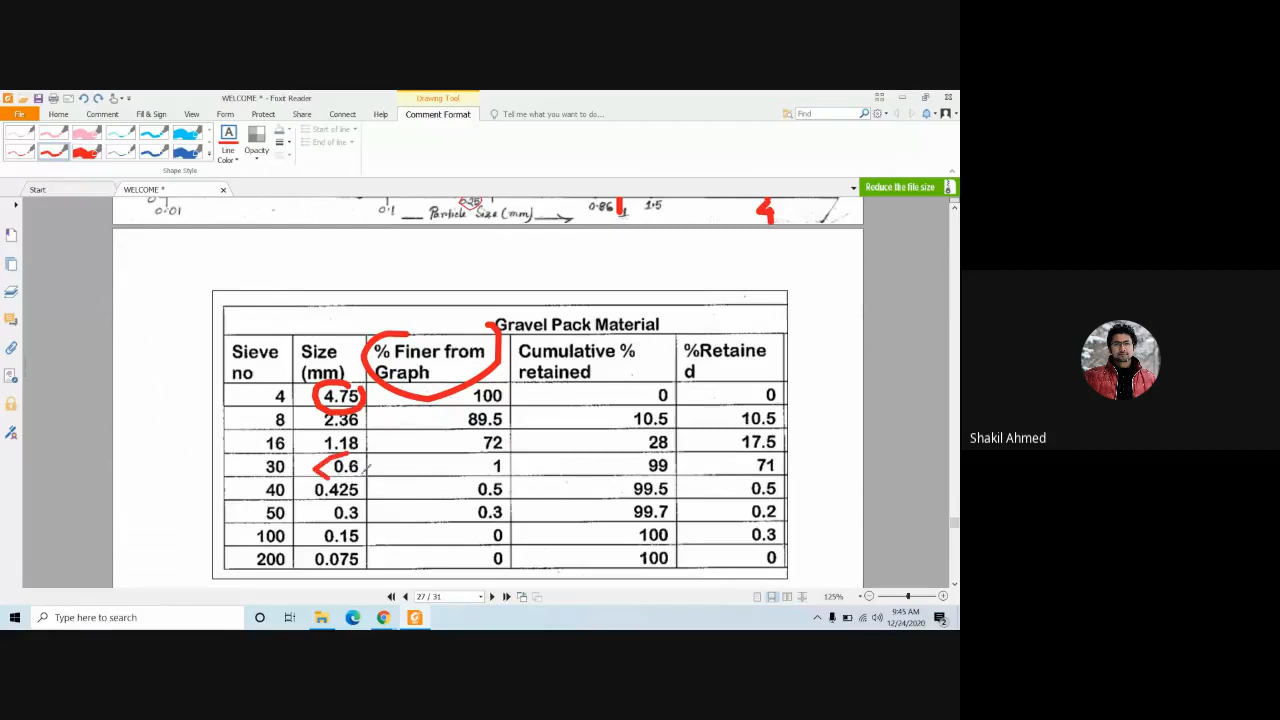 WELCOME * - Foxit Reader
Drawing Tool
File Home Comment Fill & Sign View Form Protect Share Connect Help Comment Format Tell me what you want to do... Find
Line Color
Opacity
Start of line
End of line
Shape Style
Start WELCOME * Reduce the file size
0.01 0.1 0.25 0.86 1 1.5 4
Particle Size (mm)
Gravel Pack Material
Sieve no Size (mm) % Finer from Graph Cumulative % retained %Retaine d
4 4.75 100 0 0
8 2.36 89.5 10.5 10.5
16 1.18 72 28 17.5
30 0.6 1 99 71
40 0.425 0.5 99.5 0.5
50 0.3 0.3 99.7 0.2
100 0.15 0 100 0.3
200 0.075 0 100 0
27 / 31 125%
Type here to search
9:45 AM
12/24/2020
2
Shakil Ahmed